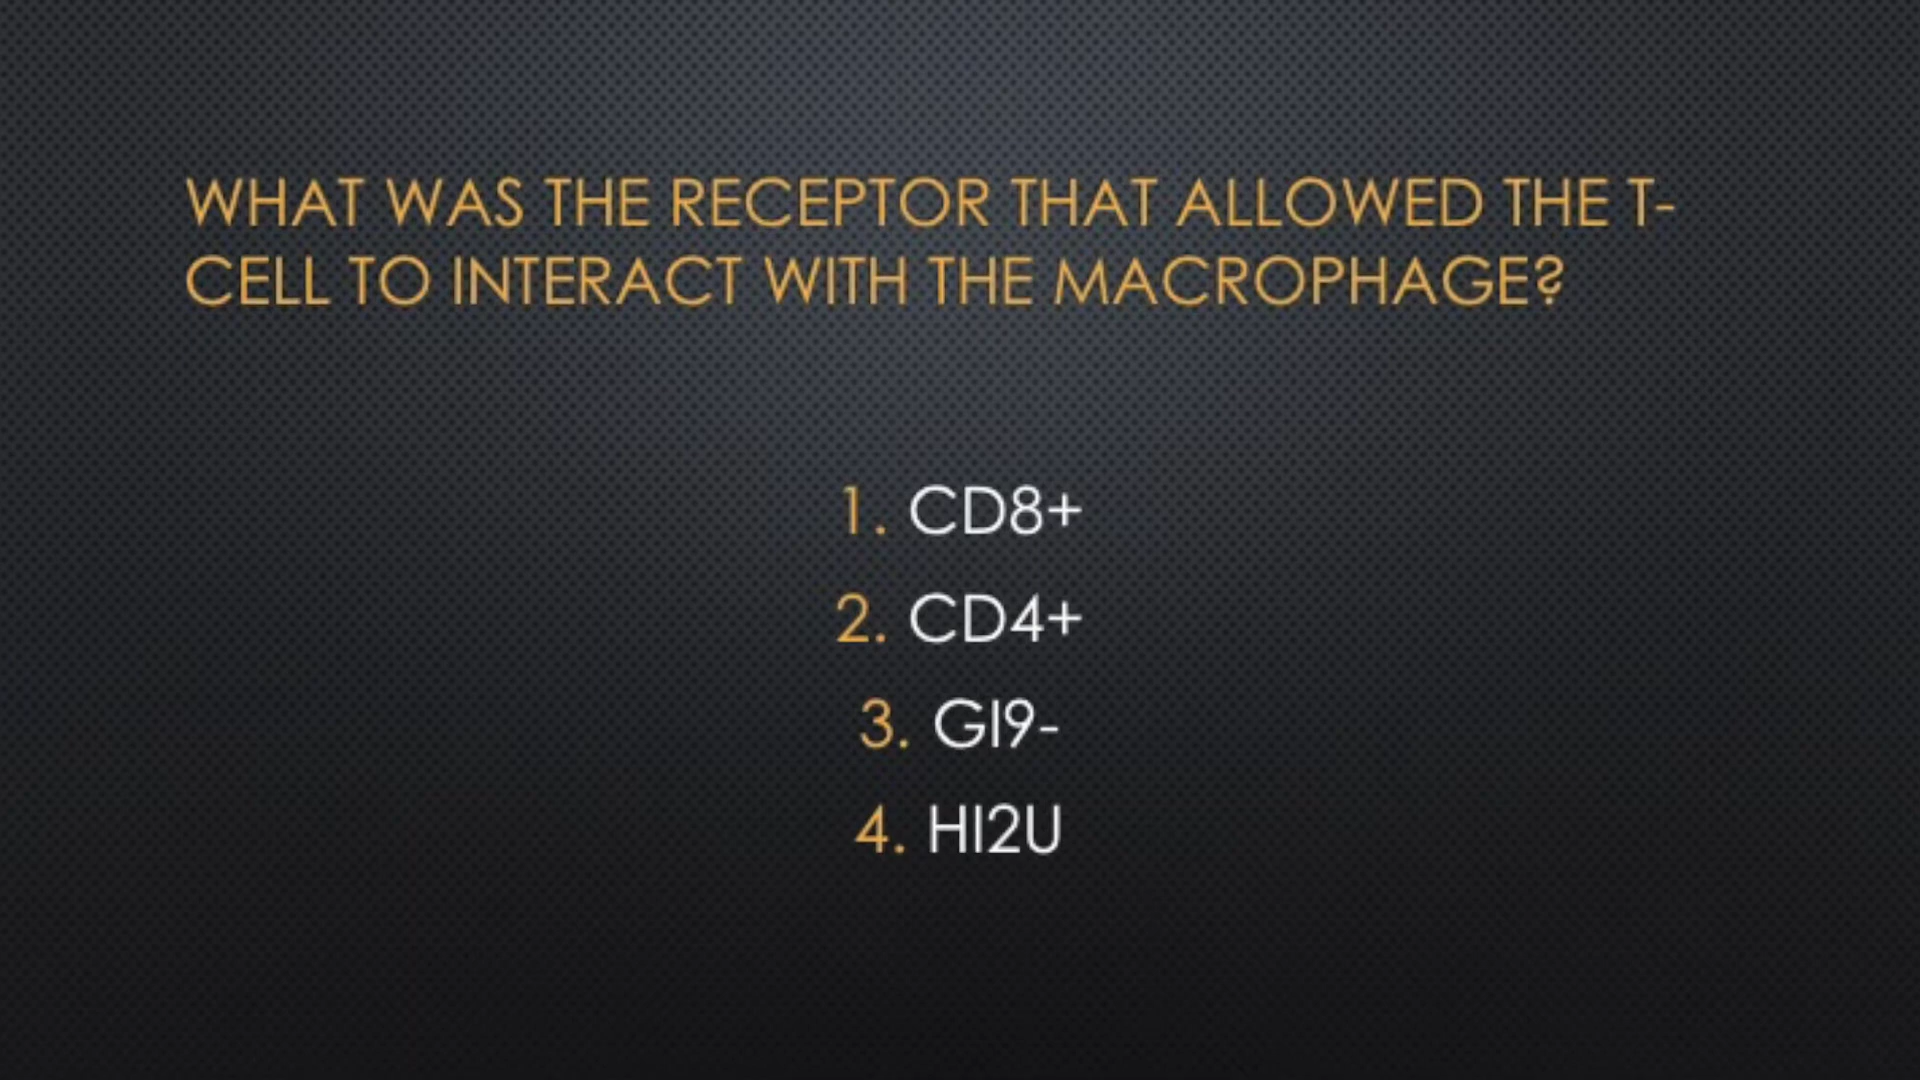 WHAT WAS THE RECEPTOR THAT ALLOWED THE T-
CELL TO INTERACT WITH THE MACROPHAGE?
1. CD8+
2. CD4+
3. GI9-
4. HI2U